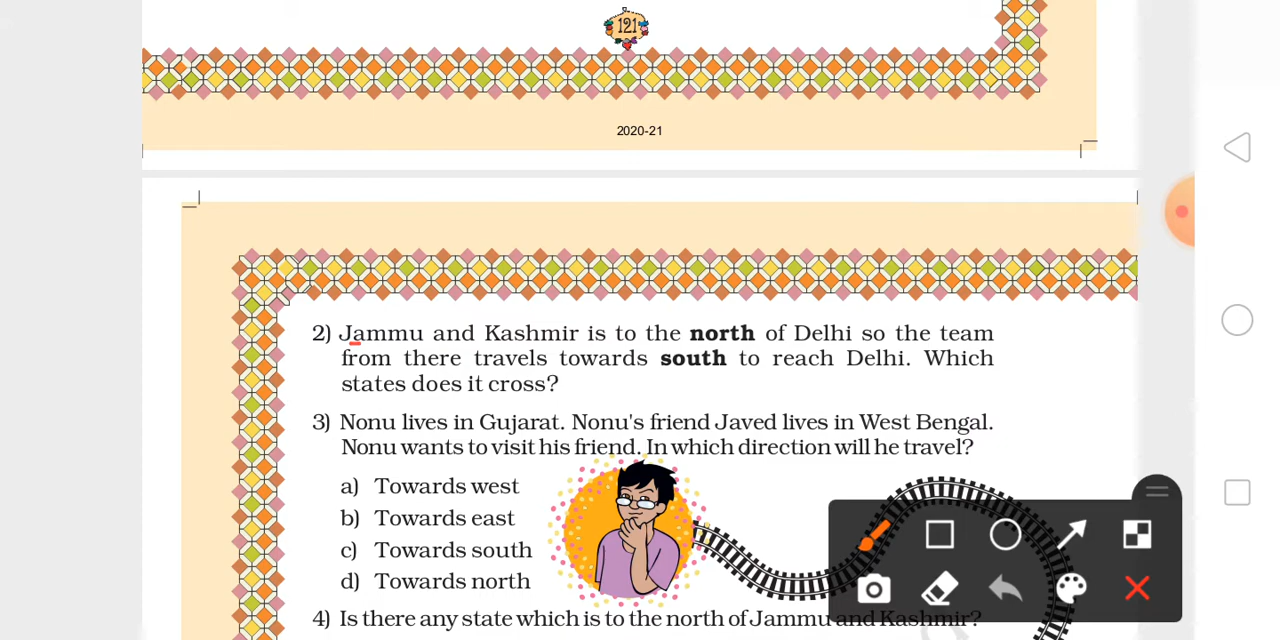 121
2020-21
2) Jammu and Kashmir is to the north of Delhi so the team
from there travels towards south to reach Delhi. Which
states does it cross?
3) Nonu lives in Gujarat. Nonu's friend Javed lives in West Bengal.
Nonu wants to visit his friend. In which direction will he travel?
a) Towards west
b) Towards east
c) Towards south
d) Towards north
4) Is there any state which is to the north of Jammu and Kashmir?